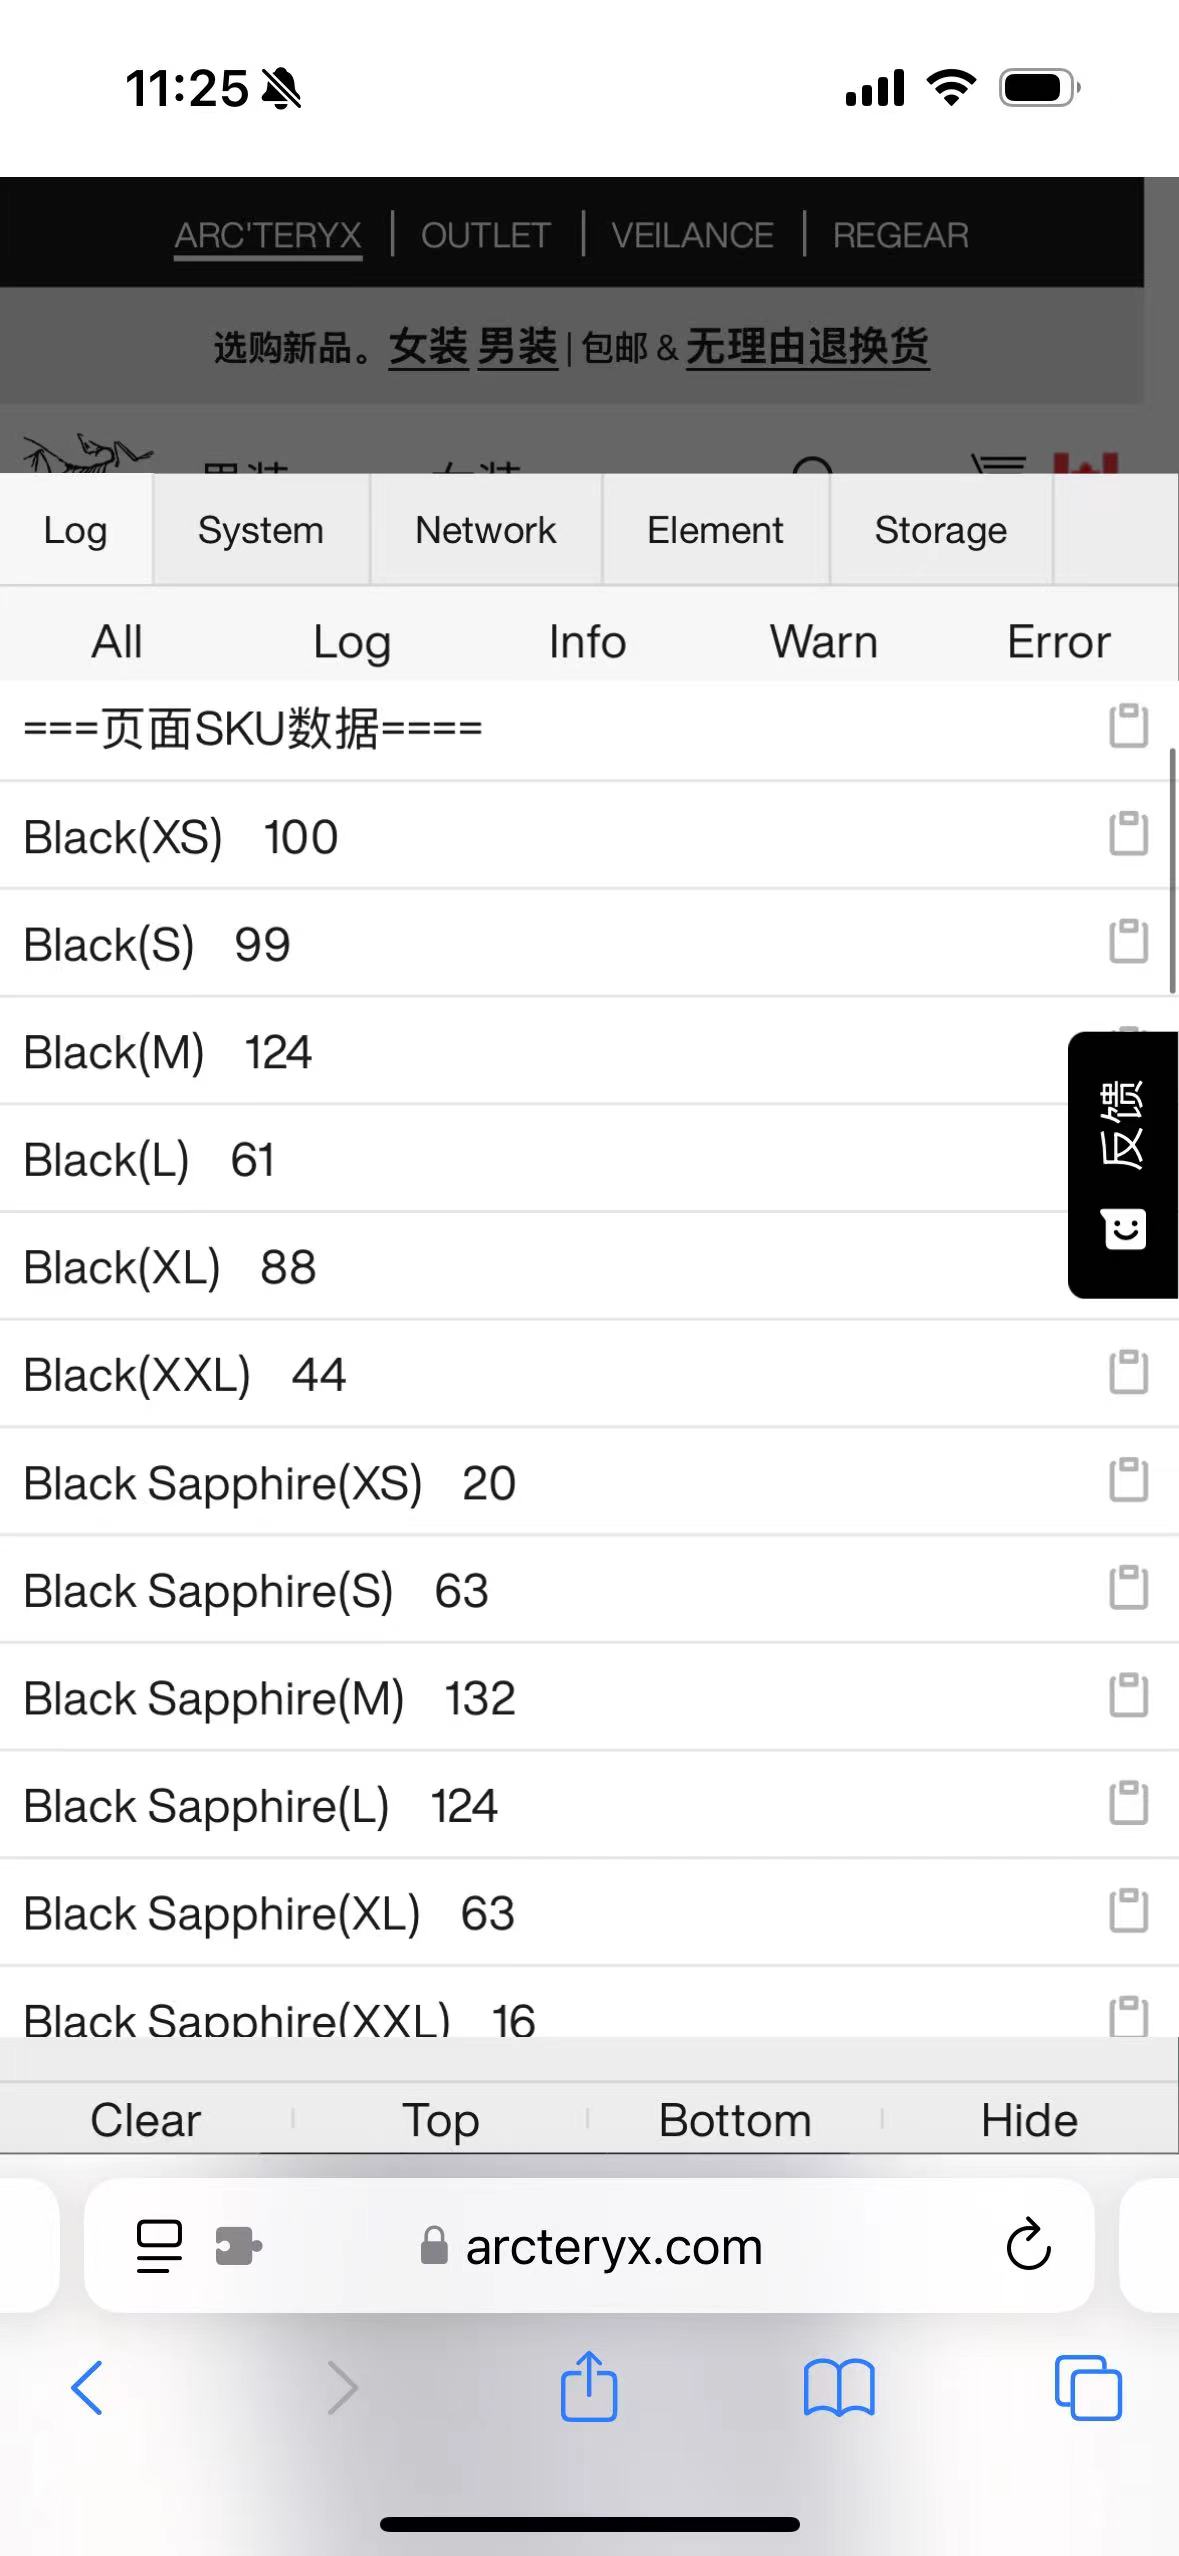 11:25
ARC'TERYX | OUTLET | VEILANCE | REGEAR
选购新品。女装 男装 | 包邮 & 无理由退换货
男装 女装
Log System Network Element Storage
All Log Info Warn Error
===页面SKU数据====
Black(XS) 100
Black(S) 99
Black(M) 124
反馈
Black(L) 61
Black(XL) 88
Black(XXL) 44
Black Sapphire(XS) 20
Black Sapphire(S) 63
Black Sapphire(M) 132
Black Sapphire(L) 124
Black Sapphire(XL) 63
Black Sapphire(XXL) 16
Clear Top Bottom Hide
arcteryx.com